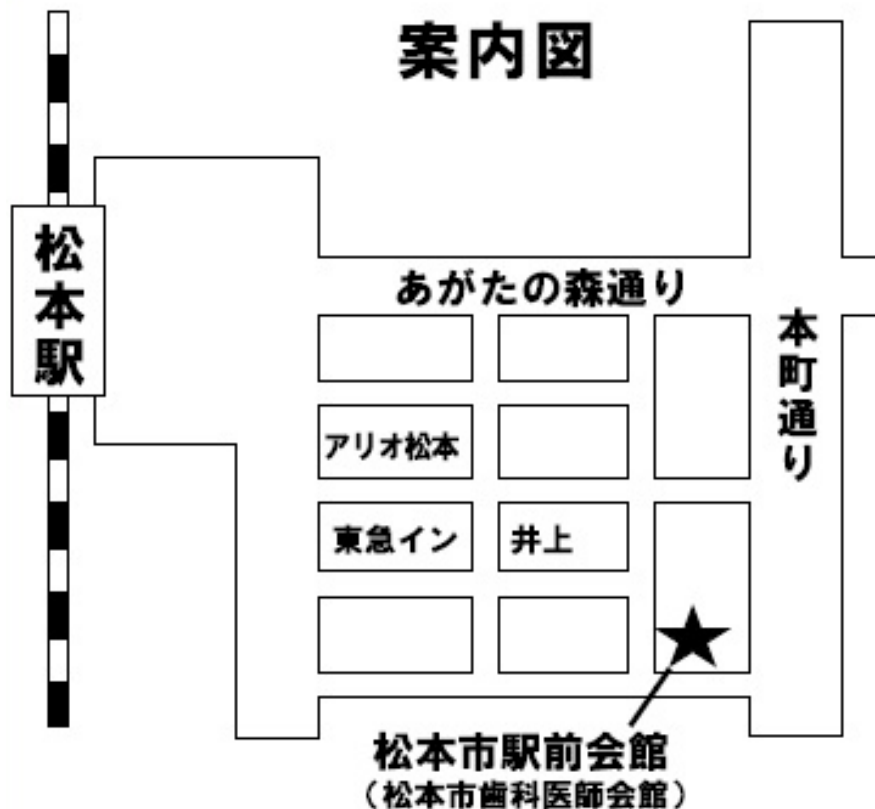 案内図
松本駅
あがたの森通り
本町通り
アリオ松本
東急イン
井上
松本市駅前会館
（松本市歯科医師会館）